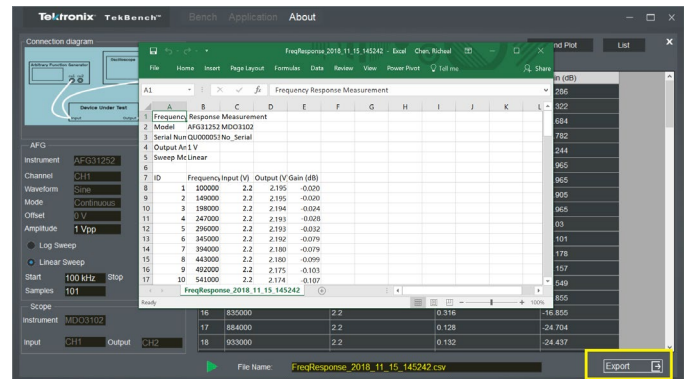 Tektronix TekBench™ Bench Application About
Connection diagram
Arbitrary Function Generator
Oscilloscope
Device Under Test
Input Output
nd Plot List
FreqResponse_2018_11_15_145242 - Excel Chen, Richeal
File Home Insert Page Layout Formulas Data Review View Power Pivot Tell me Share
A1 fx Frequency Response Measurement
A B C D E F G H I J K L
1 Frequency Response Measurement
2 Model AFG31252 MDO3102
3 Serial Num QU000053 No_Serial
4 Output Am 1 V
5 Sweep Mo Linear
6
7 ID Frequency Input (V) Output (V) Gain (dB)
8 1 100000 2.2 2.195 -0.020
9 2 149000 2.2 2.195 -0.020
10 3 198000 2.2 2.194 -0.024
11 4 247000 2.2 2.193 -0.028
12 5 296000 2.2 2.193 -0.032
13 6 345000 2.2 2.192 -0.079
14 7 394000 2.2 2.180 -0.079
15 8 443000 2.2 2.180 -0.099
16 9 492000 2.2 2.175 -0.103
17 10 541000 2.2 2.174 -0.107
FreqResponse_2018_11_15_145242
Ready 100%
in (dB)
286
322
684
782
244
965
965
905
965
03
101
178
157
549
855
AFG
Instrument AFG31252
Channel CH1
Waveform Sine
Mode Continuous
Offset 0 V
Amplitude 1 Vpp
Log Sweep
Linear Sweep
Start 100 kHz Stop
Samples 101
Scope
Instrument MDO3102
Input CH1 Output CH2
16 835000 2.2 0.316 -16.855
17 884000 2.2 0.128 -24.704
18 933000 2.2 0.132 -24.437
File Name: FreqResponse_2018_11_15_145242.csv
Export